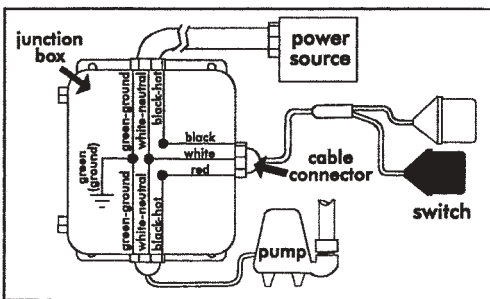 junction
box
power
source
green-ground
white-neutral
black-hot
black
white
red
green
(ground)
cable
connector
switch
green-ground
white-neutral
black-hot
pump